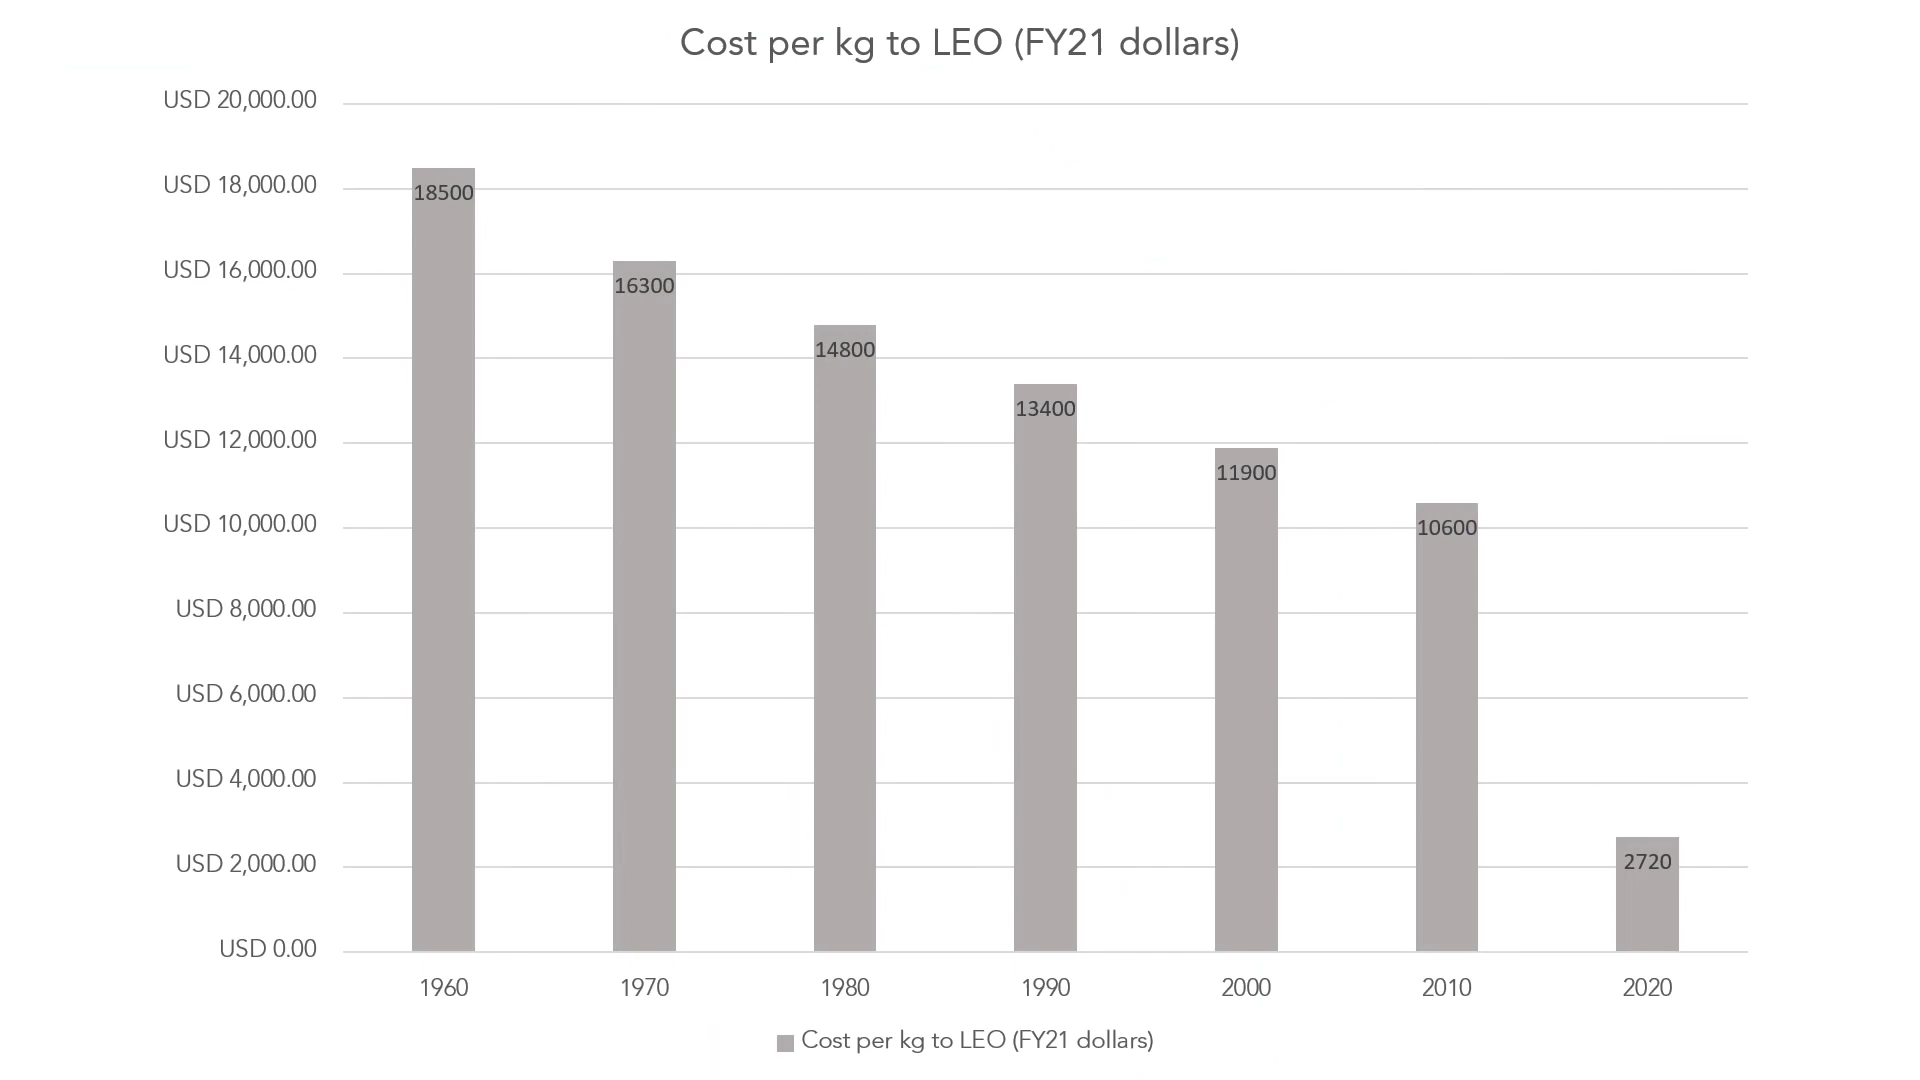 Cost per kg to LEO (FY21 dollars)
USD 20,000.00
USD 18,000.00
USD 16,000.00
USD 14,000.00
USD 12,000.00
USD 10,000.00
USD 8,000.00
USD 6,000.00
USD 4,000.00
USD 2,000.00
USD 0.00
18500
16300
14800
13400
11900
10600
2720
1960 1970 1980 1990 2000 2010 2020
Cost per kg to LEO (FY21 dollars)